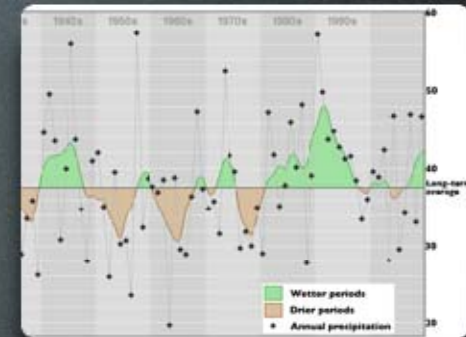 s 1940s 1950s 1960s 1970s 1980s 1990s
60
50
40
Long-term
average
30
Wetter periods
Drier periods
Annual precipitation
20